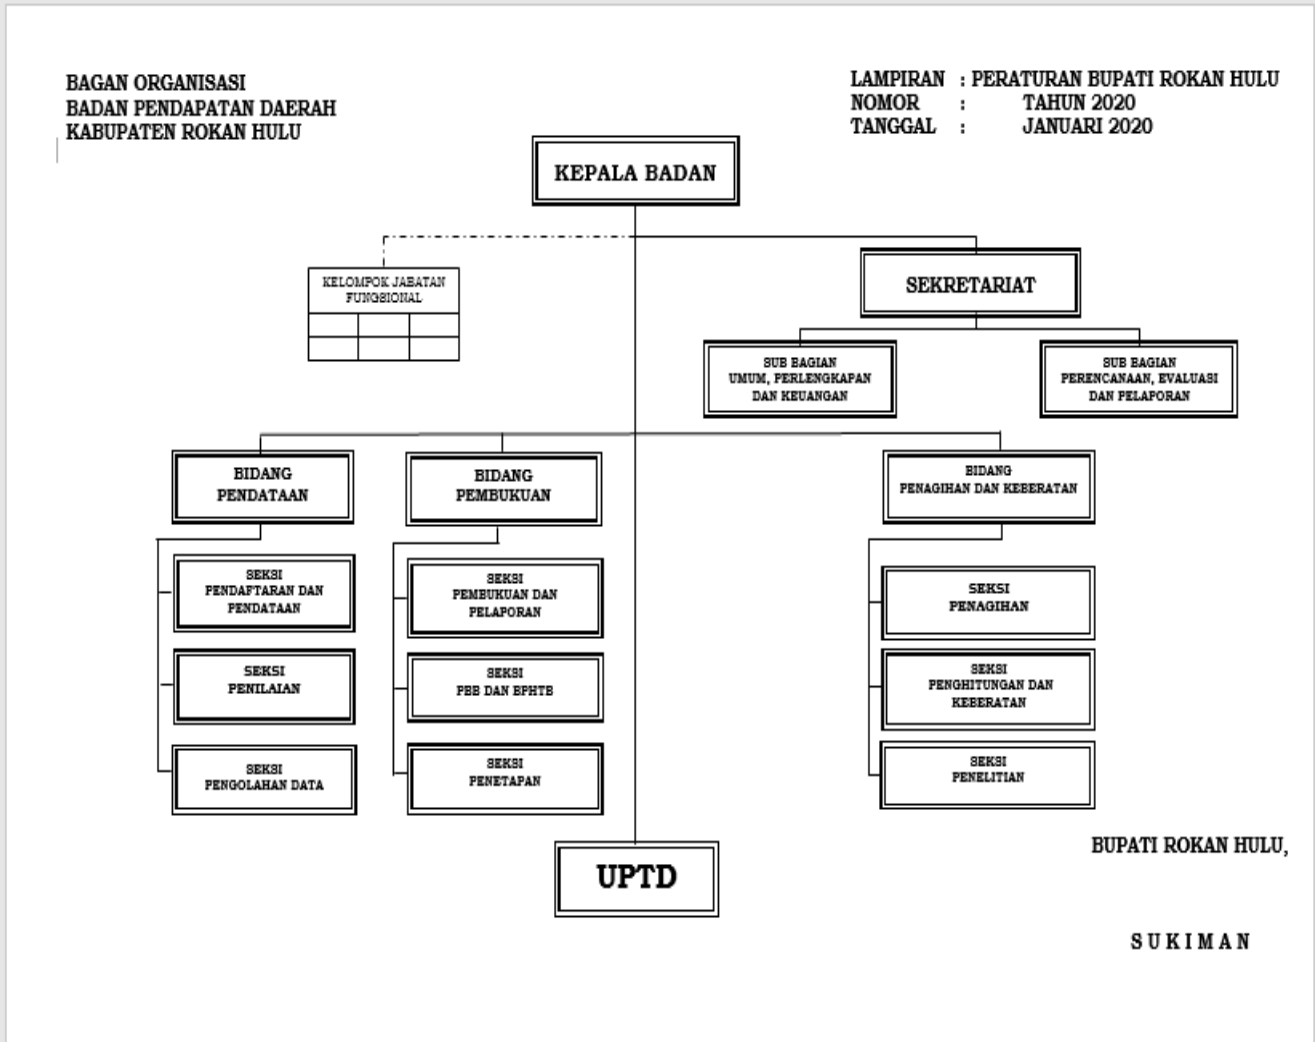 BAGAN ORGANISASI
BADAN PENDAPATAN DAERAH
KABUPATEN ROKAN HULU
LAMPIRAN : PERATURAN BUPATI ROKAN HULU
NOMOR : TAHUN 2020
TANGGAL : JANUARI 2020
KEPALA BADAN
KELOMPOK JABATAN
FUNGSIONAL
SEKRETARIAT
SUB BAGIAN
UMUM, PERLENGKAPAN
DAN KEUANGAN
SUB BAGIAN
PERENCANAAN, EVALUASI
DAN PELAPORAN
BIDANG
PENDATAAN
BIDANG
PEMBUKUAN
BIDANG
PENAGIHAN DAN KEBERATAN
SEKSI
PENDAFTARAN DAN
PENDATAAN
SEKSI
PENILAIAN
SEKSI
PENGOLAHAN DATA
SEKSI
PEMBUKUAN DAN
PELAPORAN
SEKSI
PBB DAN BPHTB
SEKSI
PENETAPAN
SEKSI
PENAGIHAN
SEKSI
PENGHITUNGAN DAN
KEBERATAN
SEKSI
PENELITIAN
UPTD
BUPATI ROKAN HULU,
S U K I M A N